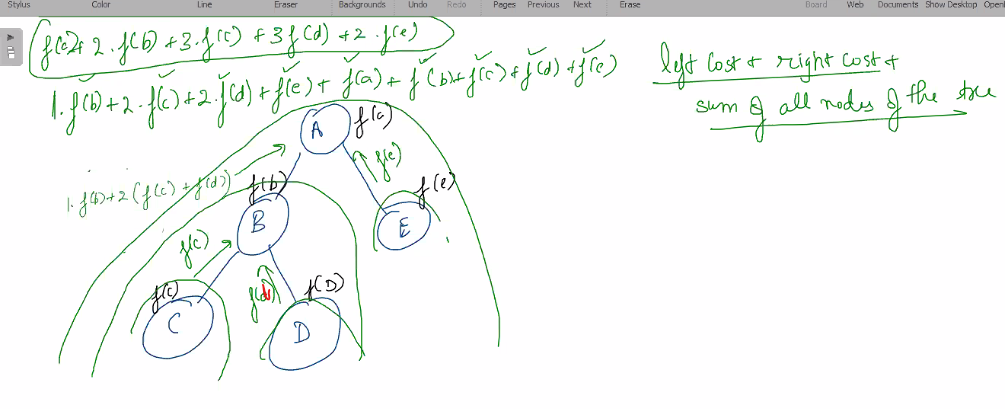 Stylus Color Line Eraser Backgrounds Undo Redo Pages Previous Next Erase Board Web Documents Show Desktop Open
f(a)+2.f(b)+3.f(c)+3f(d)+2.f(e)
1.f(b)+2.f(c)+2.f(d)+f(e)+f(a)+f(b)+f(c)+f(d)+f(e)
left cost + right cost +
sum of all nodes of the tree
A f(a)
f(e)
1.f(b)+2(f(c)+f(d))
f(b) f(e)
B E
f(c)
f(c) f(d) f(D)
C D